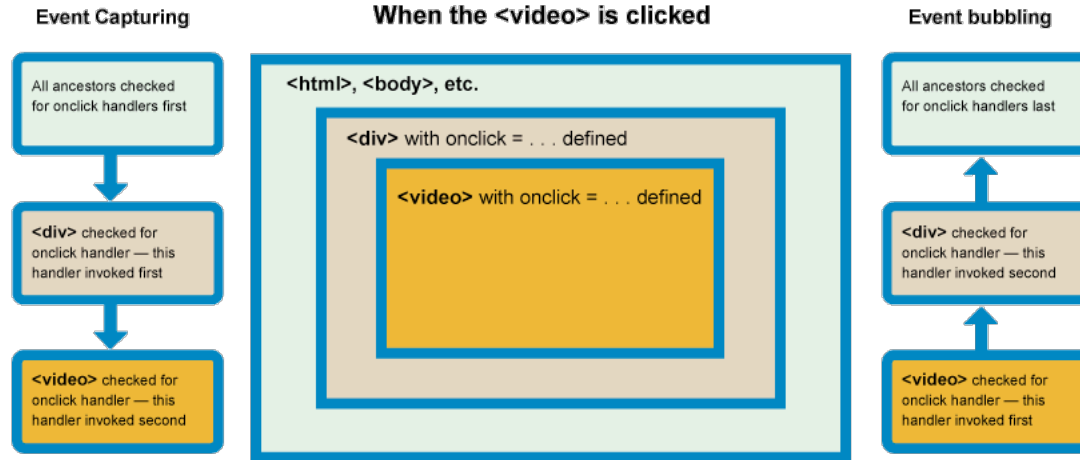 Event Capturing
All ancestors checked
for onclick handlers first
<div> checked for
onclick handler — this
handler invoked first
<video> checked for
onclick handler — this
handler invoked second
When the <video> is clicked
<html>, <body>, etc.
<div> with onclick = . . . defined
<video> with onclick = . . . defined
Event bubbling
All ancestors checked
for onclick handlers last
<div> checked for
onclick handler — this
handler invoked second
<video> checked for
onclick handler — this
handler invoked first